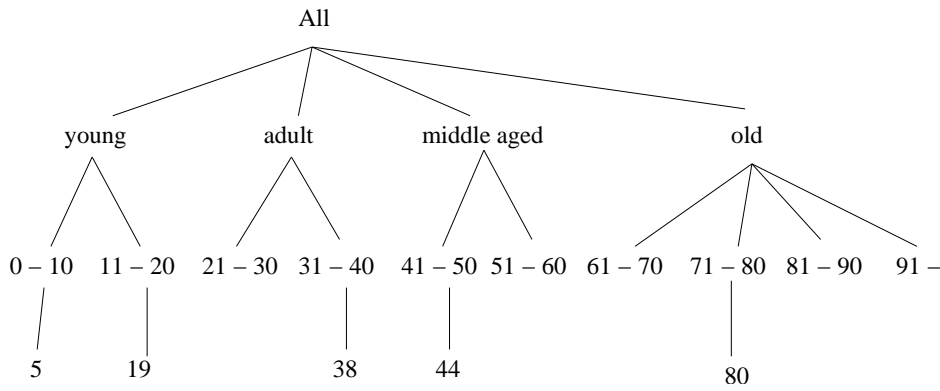 All
young adult middle aged old
0 – 10 11 – 20 21 – 30 31 – 40 41 – 50 51 – 60 61 – 70 71 – 80 81 – 90 91 –
5 19 38 44 80